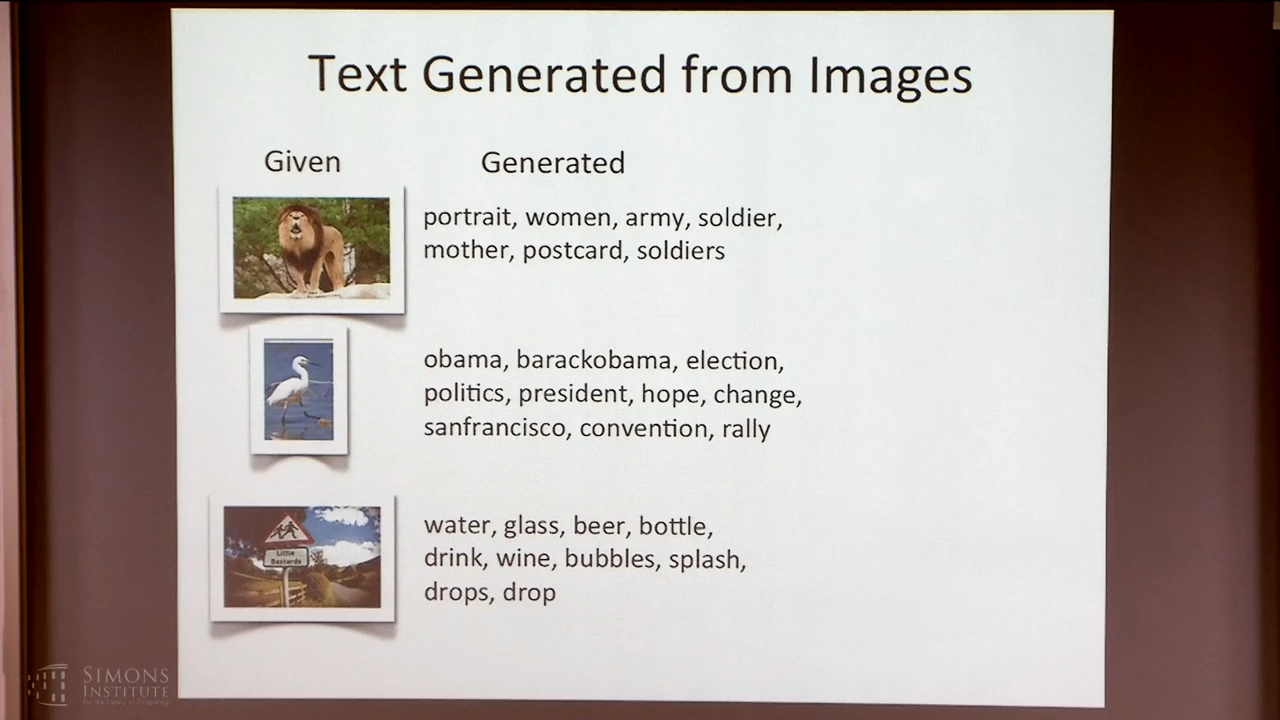 Text Generated from Images
Given
Generated
portrait, women, army, soldier,
mother, postcard, soldiers
obama, barackobama, election,
politics, president, hope, change,
sanfrancisco, convention, rally
Little
Bastards
water, glass, beer, bottle,
drink, wine, bubbles, splash,
drops, drop
SIMONS
INSTITUTE